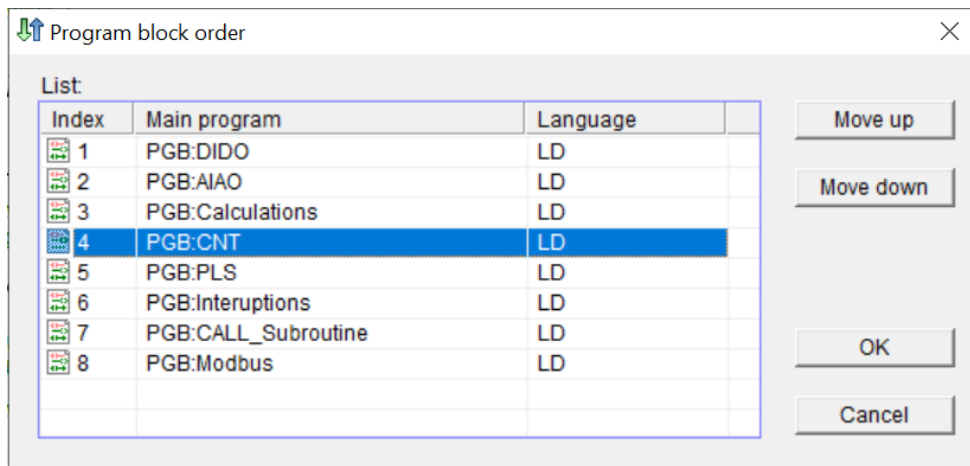 Program block order
List:
Index Main program Language
1 PGB:DIDO LD
2 PGB:AIAO LD
3 PGB:Calculations LD
4 PGB:CNT LD
5 PGB:PLS LD
6 PGB:Interuptions LD
7 PGB:CALL_Subroutine LD
8 PGB:Modbus LD
Move up
Move down
OK
Cancel